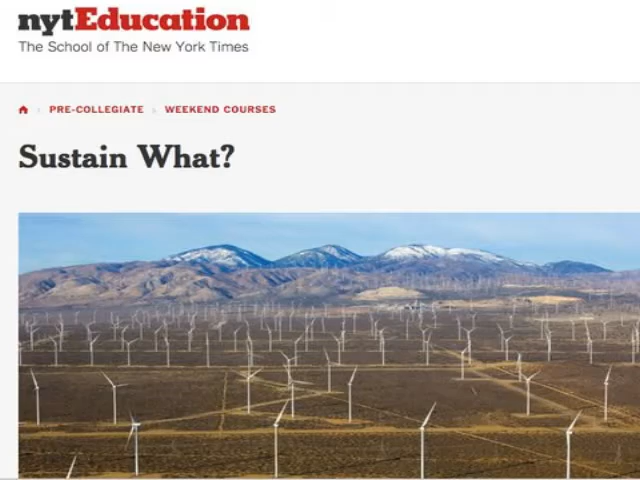 nytEducation
The School of The New York Times
PRE-COLLEGIATE WEEKEND COURSES
Sustain What?